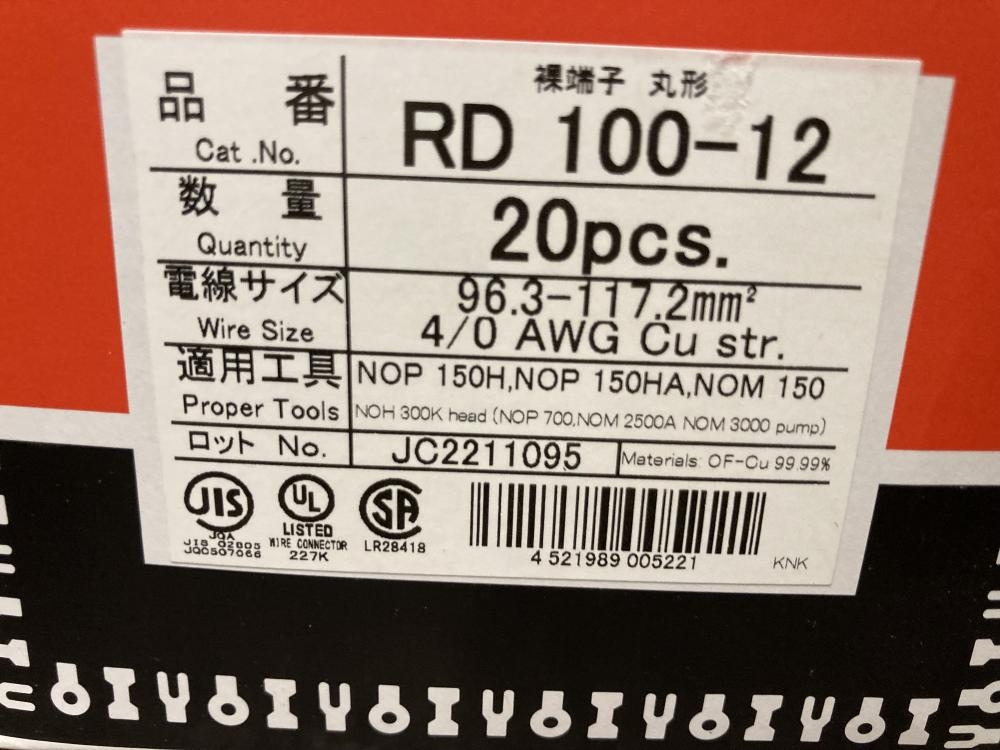 裸端子 丸形
品番 RD 100-12
Cat .No.
数量 20pcs.
Quantity
電線サイズ 96.3-117.2mm²
Wire Size 4/0 AWG Cu str.
適用工具 NOP 150H,NOP 150HA,NOM 150
Proper Tools NOH 300K head (NOP 700,NOM 2500A NOM 3000 pump)
ロット No. JC2211095 Materials: OF-Cu 99.99%
JIS UL SA
JQA LISTED
JIS C2805 WIRE CONNECTOR LR28418
JQ0507066 227K
4 521989 005221 KNK